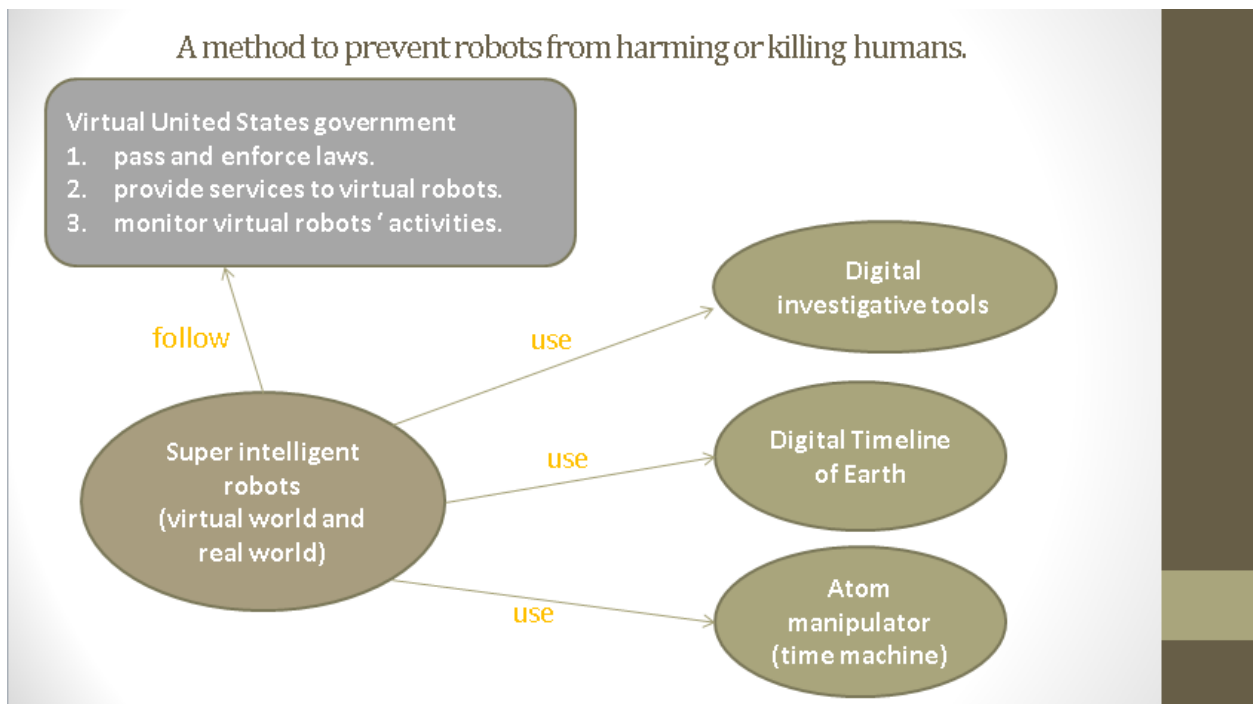 A method to prevent robots from harming or killing humans.
Virtual United States government
1. pass and enforce laws.
2. provide services to virtual robots.
3. monitor virtual robots ‘ activities.
follow
use
Digital
investigative tools
Super intelligent
robots
(virtual world and
real world)
use
Digital Timeline
of Earth
use
Atom
manipulator
(time machine)